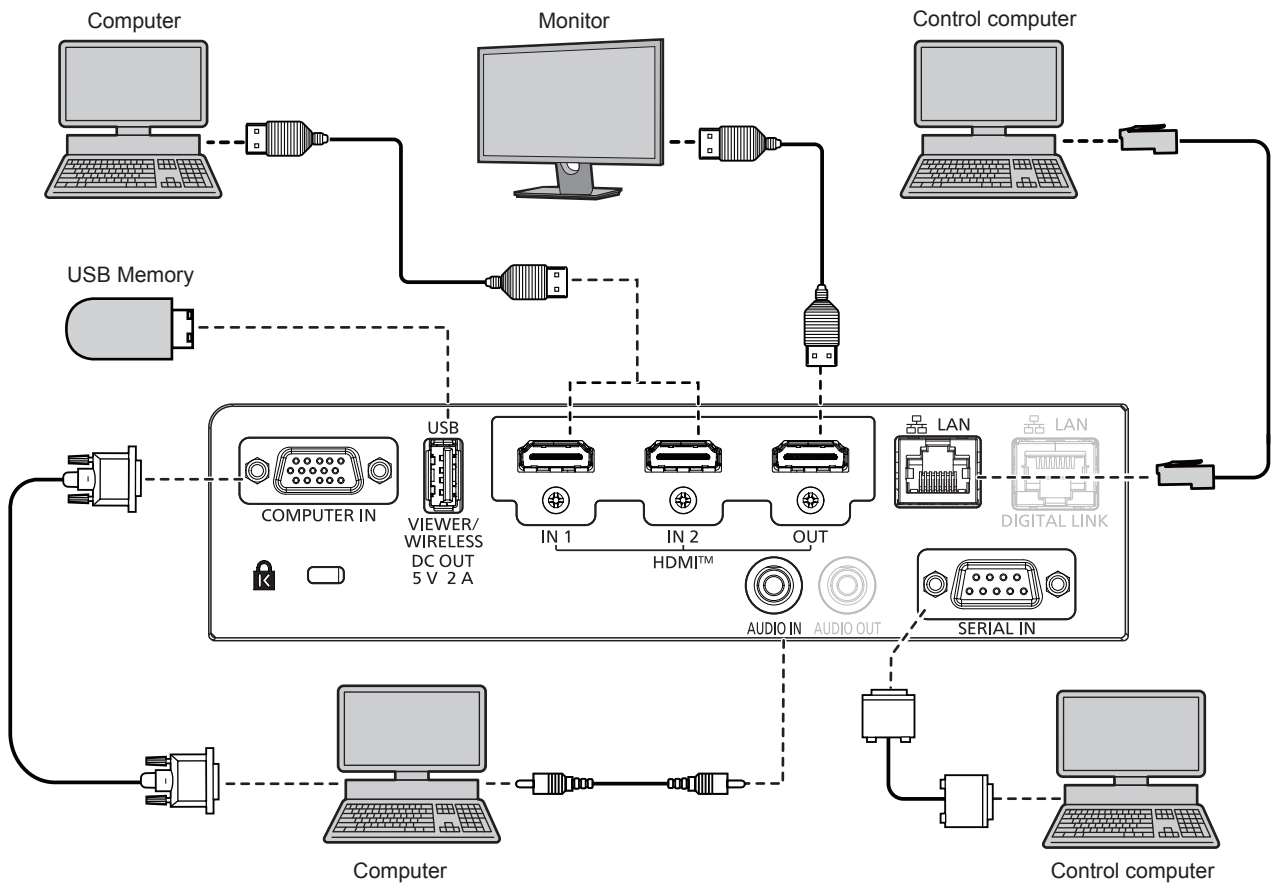 Computer
Monitor
Control computer
USB Memory
USB
LAN
LAN
COMPUTER IN
VIEWER/
WIRELESS
DC OUT
5 V 2 A
IN 1
IN 2
OUT
HDMI™
DIGITAL LINK
K
AUDIO IN
AUDIO OUT
SERIAL IN
Computer
Control computer